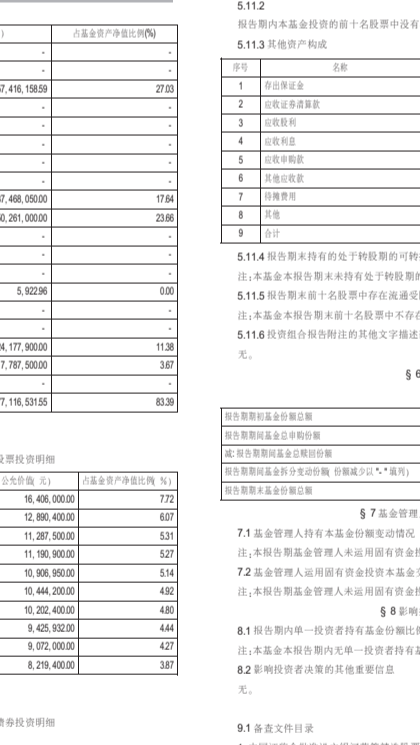 ） 占基金资产净值比例(%)
- -
- -
57,416,158.59 27.03
- -
- -
- -
- -
- -
37,468,050.00 17.64
50,261,000.00 23.66
- -
- -
5,922.96 0.00
- -
- -
24,177,900.00 11.38
7,787,500.00 3.67
- -
77,116,531.55 83.39
股票投资明细
公允价值(元) 占基金资产净值比例(%)
16,406,000.00 7.72
12,890,400.00 6.07
11,287,500.00 5.31
11,190,900.00 5.27
10,906,950.00 5.14
10,444,200.00 4.92
10,202,400.00 4.80
9,425,932.00 4.44
9,072,000.00 4.27
8,219,400.00 3.87
债券投资明细
5.11.2
报告期内本基金投资的前十名股票中没有
5.11.3 其他资产构成
序号 名称
1 存出保证金
2 应收证券清算款
3 应收股利
4 应收利息
5 应收申购款
6 其他应收款
7 待摊费用
8 其他
9 合计
5.11.4 报告期末持有的处于转股期的可转
注:本基金本报告期末未持有处于转股期的
5.11.5 报告期末前十名股票中存在流通受
注:本基金本报告期末前十名股票中不存在
5.11.6 投资组合报告附注的其他文字描述
无。
§ 6
报告期期初基金份额总额
报告期期间基金总申购份额
减:报告期期间基金总赎回份额
报告期期间基金拆分变动份额(份额减少以"-"填列)
报告期期末基金份额总额
§ 7 基金管理
7.1 基金管理人持有本基金份额变动情况
注:本报告期基金管理人未运用固有资金投
7.2 基金管理人运用固有资金投资本基金交
注:本报告期基金管理人未运用固有资金投
§ 8 影响
8.1 报告期内单一投资者持有基金份额比例
注:本基金本报告期内无单一投资者持有基
8.2 影响投资者决策的其他重要信息
无。
9.1 备查文件目录